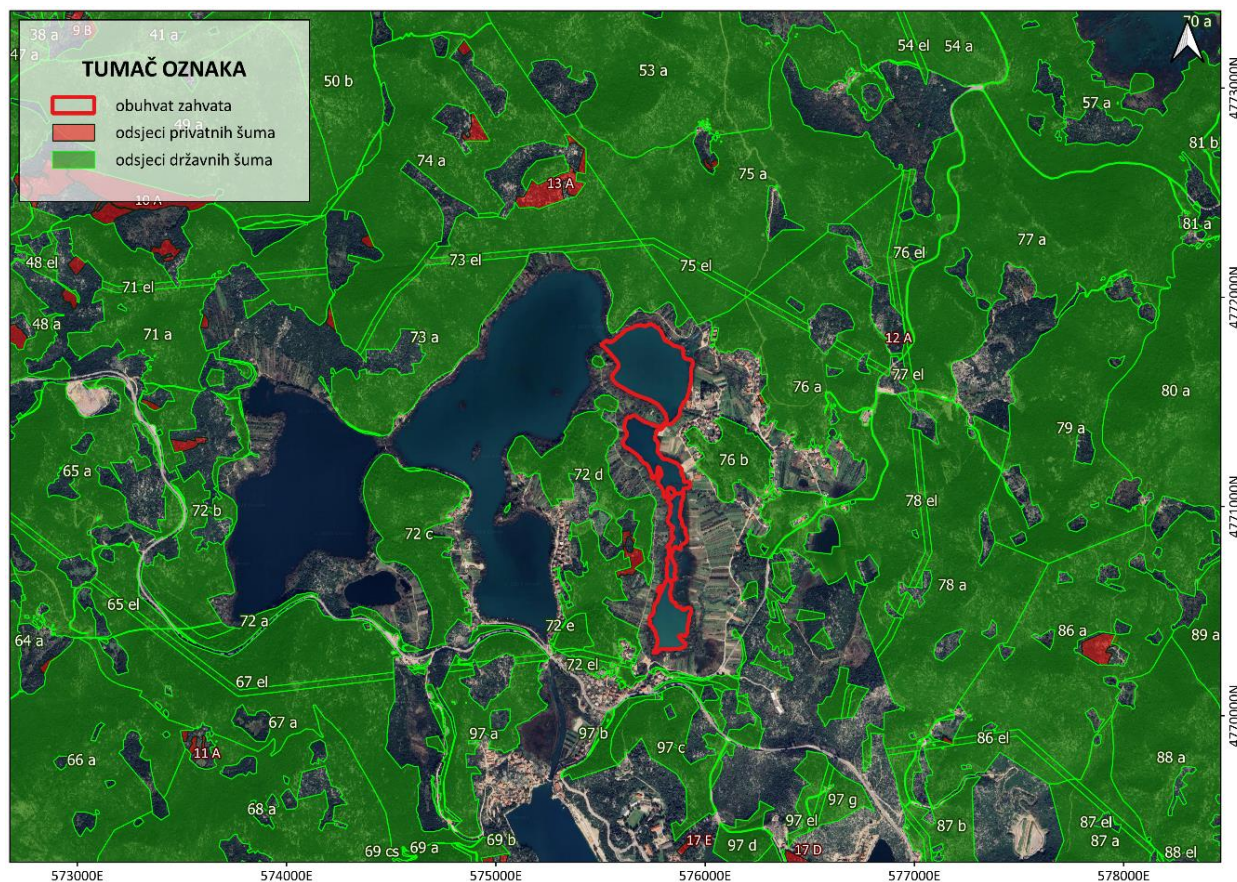 TUMAČ OZNAKA
obuhvat zahvata
odsjeci privatnih šuma
odsjeci državnih šuma
38 a
9 B
41 a
47 a
49 a
50 b
53 a
54 el
54 a
70 a
57 a
81 b
74 a
13 A
75 a
10 A
81 a
77 a
48 el
71 el
73 el
75 el
76 el
48 a
71 a
73 a
12 A
77 el
76 a
80 a
79 a
65 a
72 b
72 d
76 b
72 c
78 el
65 el
72 a
78 a
64 a
72 e
86 a
89 a
72 el
67 el
67 a
97 a
97 b
97 c
86 el
66 a
11 A
88 a
68 a
97 g
97 el
87 b
87 el
87 a
69 cs
69 a
69 b
17 E
97 d
17 D
88 el
4773000N
4772000N
4771000N
4770000N
573000E
574000E
575000E
576000E
577000E
578000E